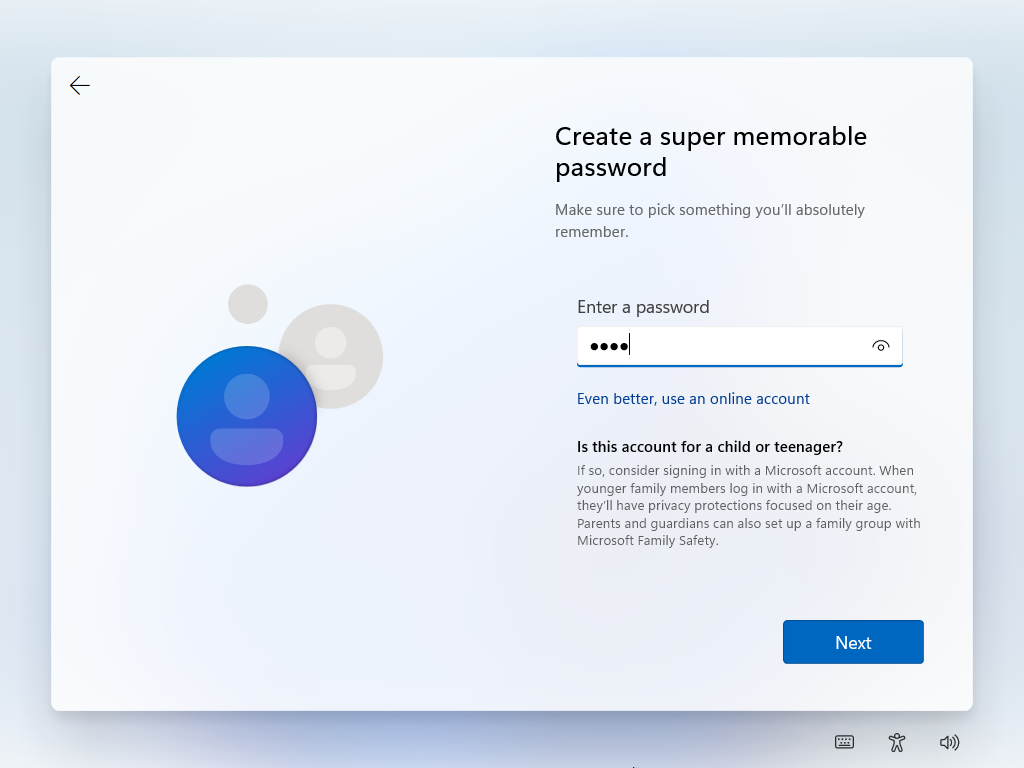 Create a super memorable
password
Make sure to pick something you’ll absolutely
remember.
Enter a password
●●●●
Even better, use an online account
Is this account for a child or teenager?
If so, consider signing in with a Microsoft account. When
younger family members log in with a Microsoft account,
they’ll have privacy protections focused on their age.
Parents and guardians can also set up a family group with
Microsoft Family Safety.
Next